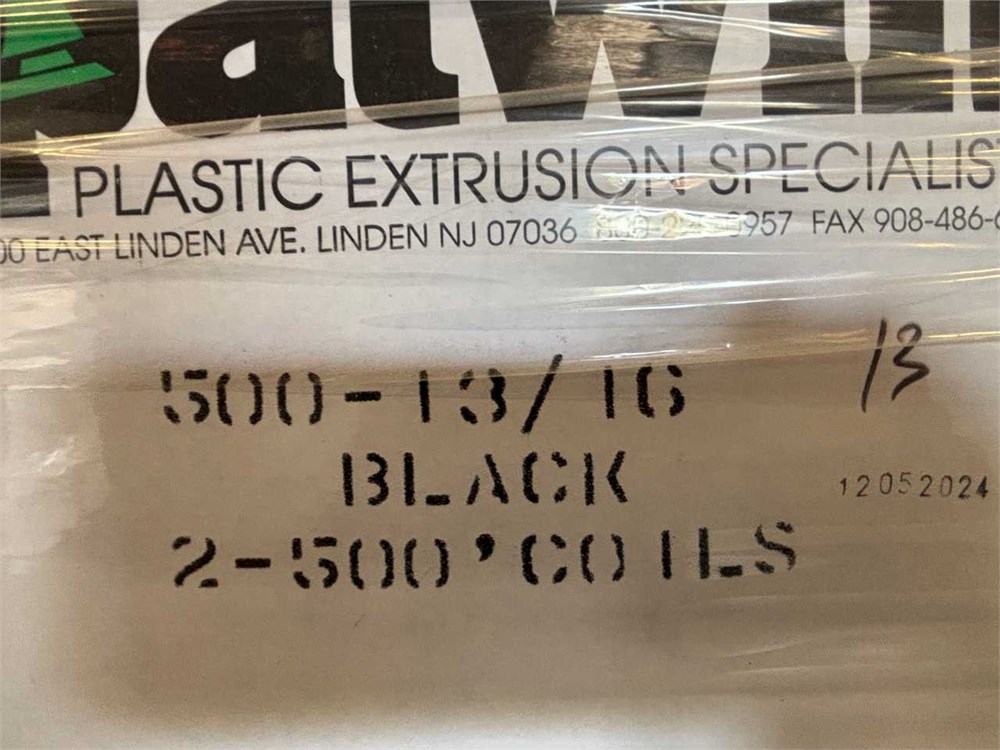 PLASTIC EXTRUSION SPECIALIS
00 EAST LINDEN AVE. LINDEN NJ 07036 FAX 908-486-
500-13/16
13
BLACK
12052024
2-500'COILS